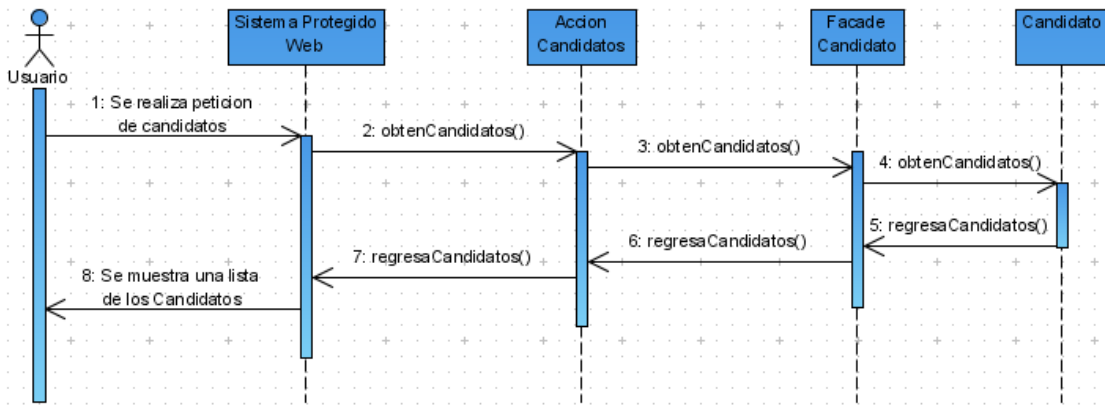 Sistema Protegido
Web
Accion
Candidatos
Facade
Candidato
Candidato
Usuario
1: Se realiza peticion
de candidatos
2: obtenCandidatos()
3: obtenCandidatos()
4: obtenCandidatos()
5: regresaCandidatos()
6: regresaCandidatos()
7: regresaCandidatos()
8: Se muestra una lista
de los Candidatos